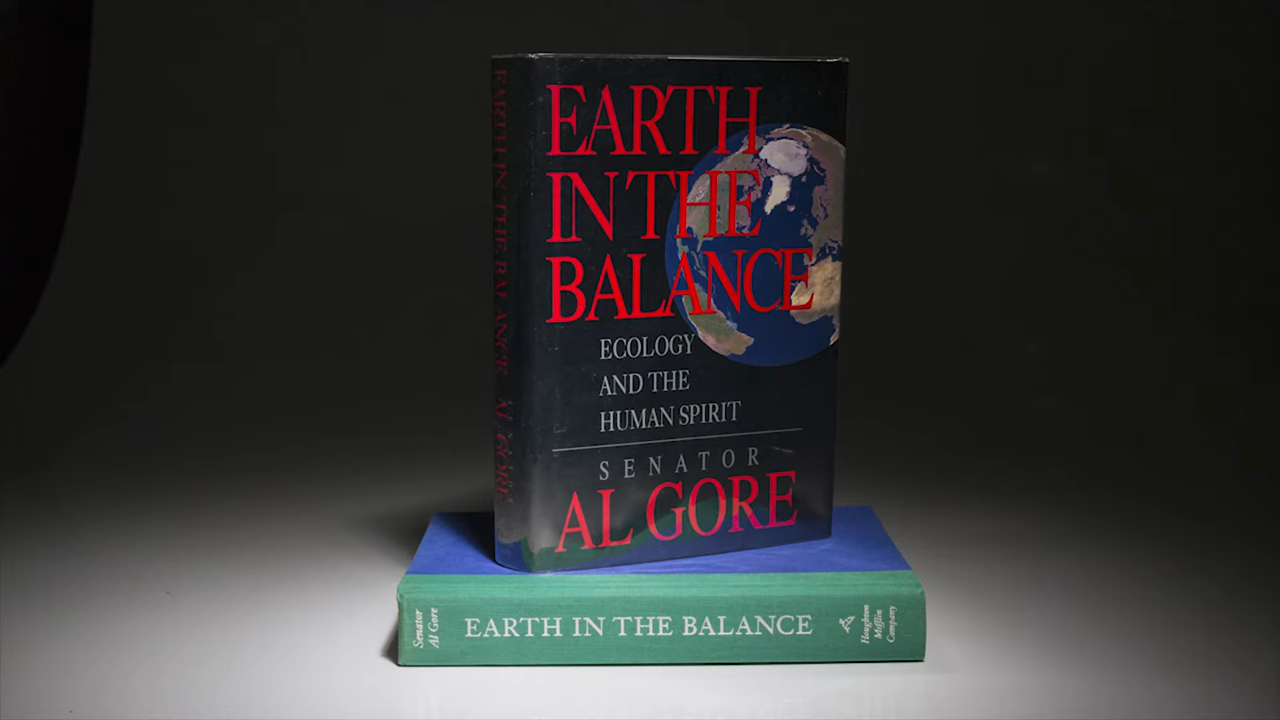 EARTH
IN THE
BALANCE
ECOLOGY
AND THE
HUMAN SPIRIT
SENATOR
AL GORE
EARTH IN THE BALANCE AL GORE
Senator
Al Gore
EARTH IN THE BALANCE
Houghton
Mifflin
Company